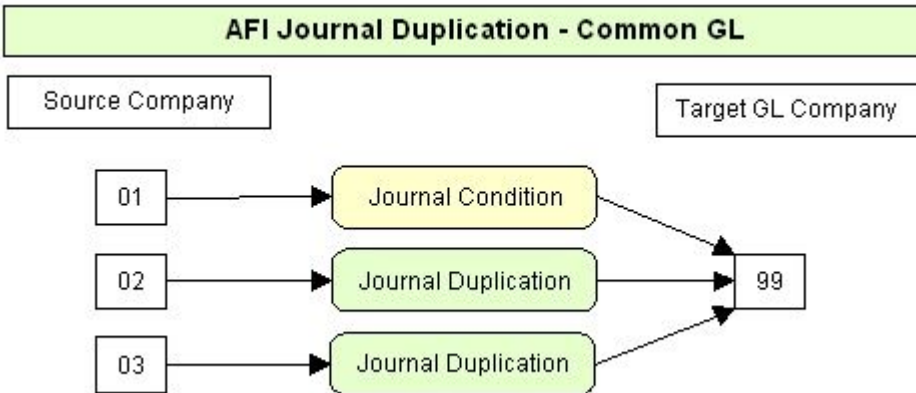 AFI Journal Duplication - Common GL
Source Company
Target GL Company
01
Journal Condition
02
Journal Duplication
99
03
Journal Duplication